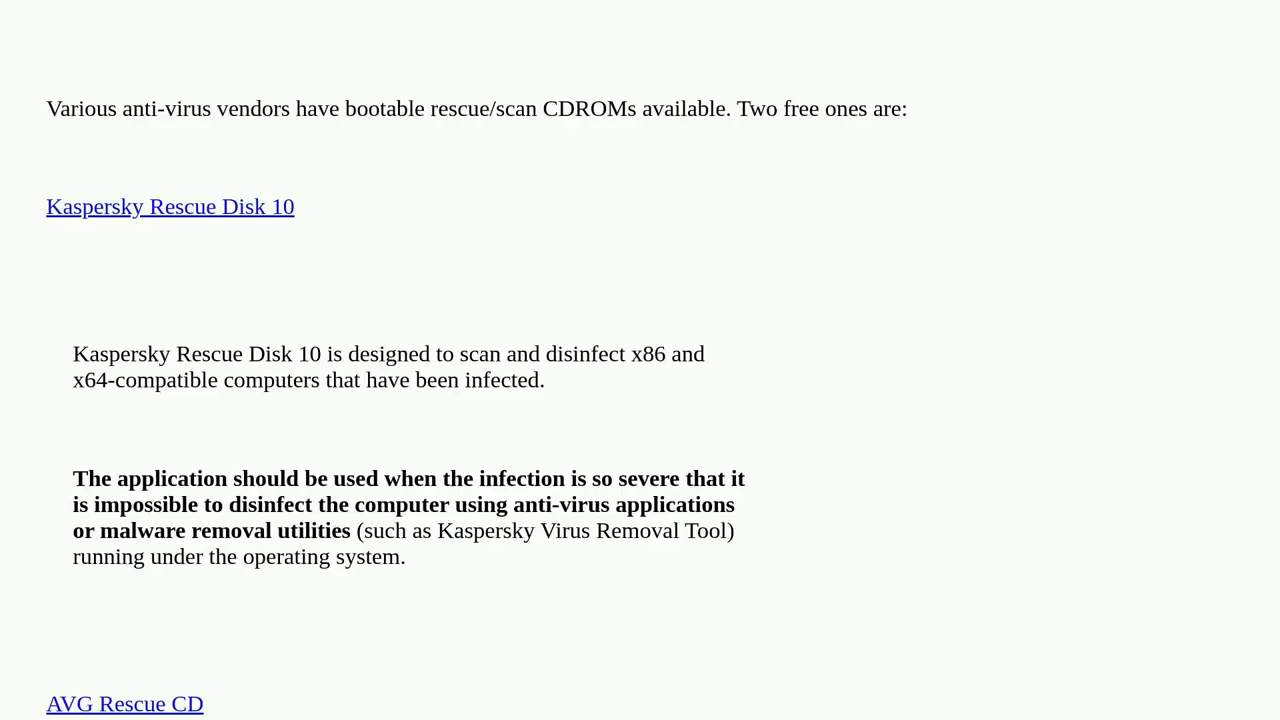 Various anti-virus vendors have bootable rescue/scan CDROMs available. Two free ones are:
Kaspersky Rescue Disk 10
Kaspersky Rescue Disk 10 is designed to scan and disinfect x86 and
x64-compatible computers that have been infected.
The application should be used when the infection is so severe that it
is impossible to disinfect the computer using anti-virus applications
or malware removal utilities (such as Kaspersky Virus Removal Tool)
running under the operating system.
AVG Rescue CD